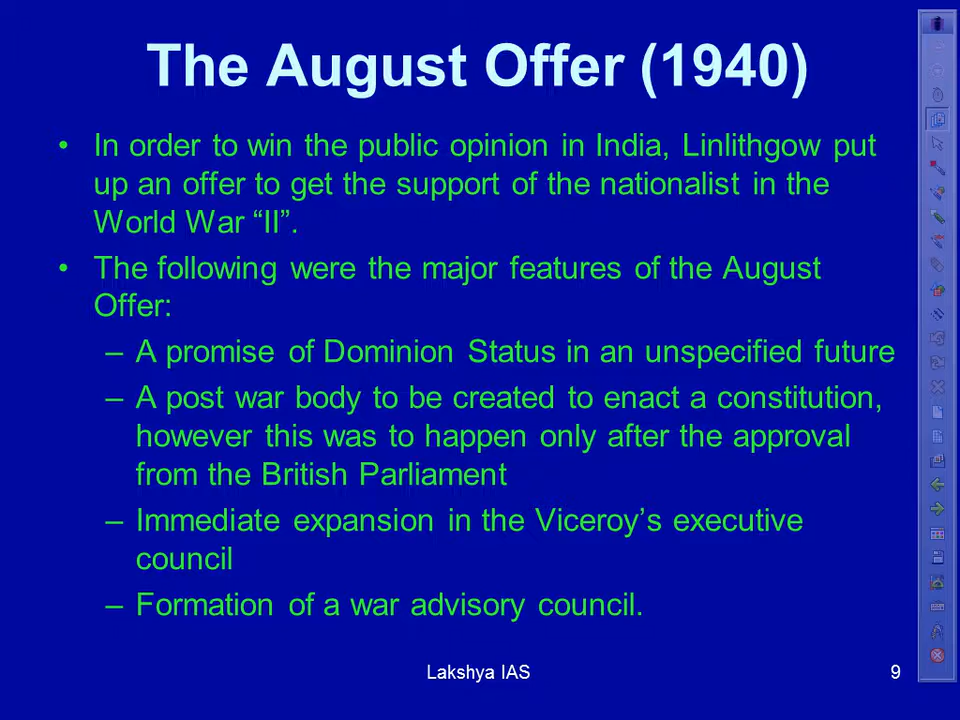 The August Offer (1940)
• In order to win the public opinion in India, Linlithgow put
up an offer to get the support of the nationalist in the
World War “II”.
• The following were the major features of the August
Offer:
– A promise of Dominion Status in an unspecified future
– A post war body to be created to enact a constitution,
however this was to happen only after the approval
from the British Parliament
– Immediate expansion in the Viceroy’s executive
council
– Formation of a war advisory council.
Lakshya IAS
9